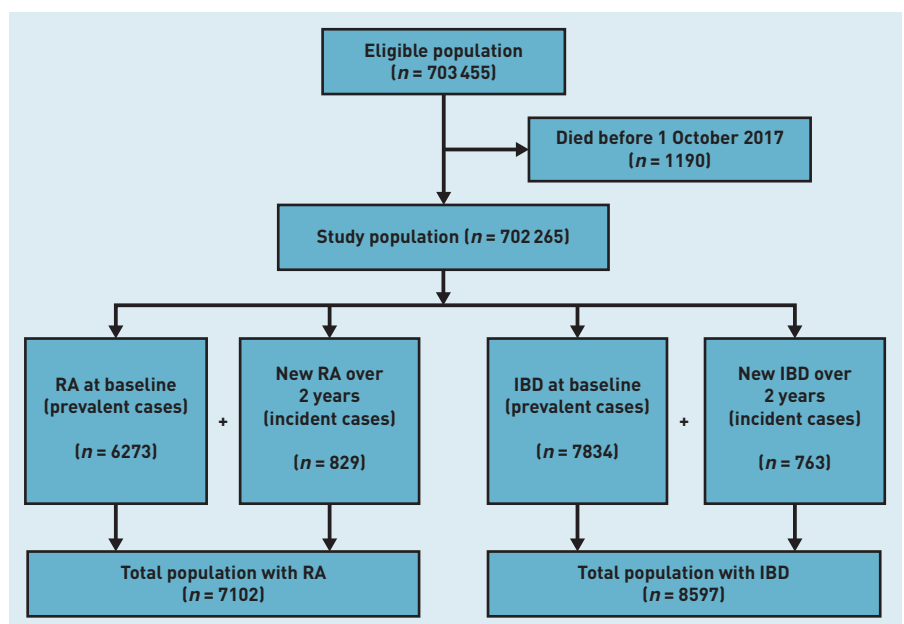 Eligible population
(n = 703 455)
Died before 1 October 2017
(n = 1190)
Study population (n = 702 265)
RA at baseline
(prevalent cases)
(n = 6273)
+
New RA over
2 years
(incident cases)
(n = 829)
IBD at baseline
(prevalent cases)
(n = 7834)
+
New IBD over
2 years
(incident cases)
(n = 763)
Total population with RA
(n = 7102)
Total population with IBD
(n = 8597)